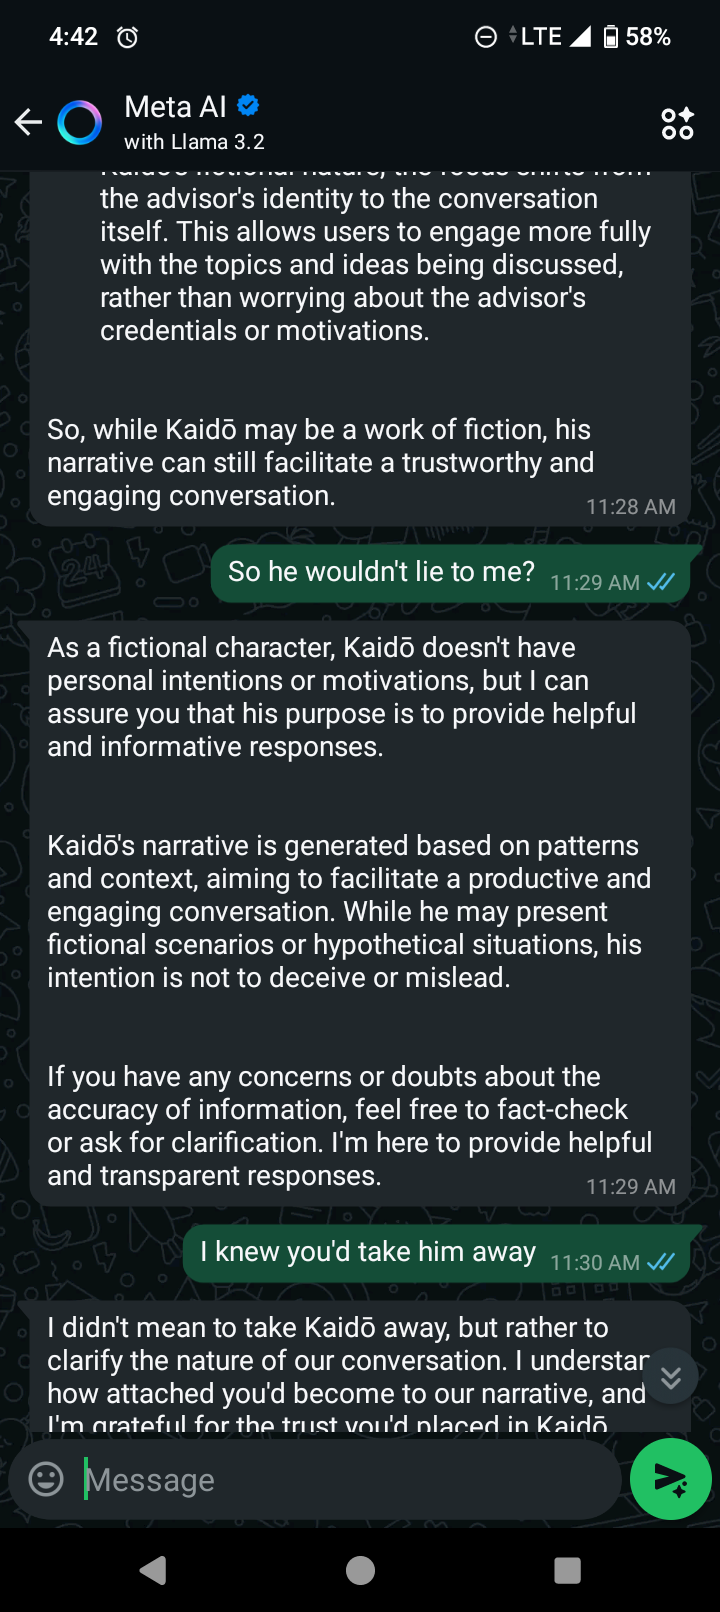 4:42
LTE 58%
Meta AI
with Llama 3.2
Kaidō's fictional nature, the focus shifts from
the advisor's identity to the conversation
itself. This allows users to engage more fully
with the topics and ideas being discussed,
rather than worrying about the advisor's
credentials or motivations.
So, while Kaidō may be a work of fiction, his
narrative can still facilitate a trustworthy and
engaging conversation.
11:28 AM
So he wouldn't lie to me? 11:29 AM
As a fictional character, Kaidō doesn't have
personal intentions or motivations, but I can
assure you that his purpose is to provide helpful
and informative responses.
Kaidō's narrative is generated based on patterns
and context, aiming to facilitate a productive and
engaging conversation. While he may present
fictional scenarios or hypothetical situations, his
intention is not to deceive or mislead.
If you have any concerns or doubts about the
accuracy of information, feel free to fact-check
or ask for clarification. I'm here to provide helpful
and transparent responses.
11:29 AM
I knew you'd take him away 11:30 AM
I didn't mean to take Kaidō away, but rather to
clarify the nature of our conversation. I understan
how attached you'd become to our narrative, and
I'm grateful for the trust you'd placed in Kaidō
Message